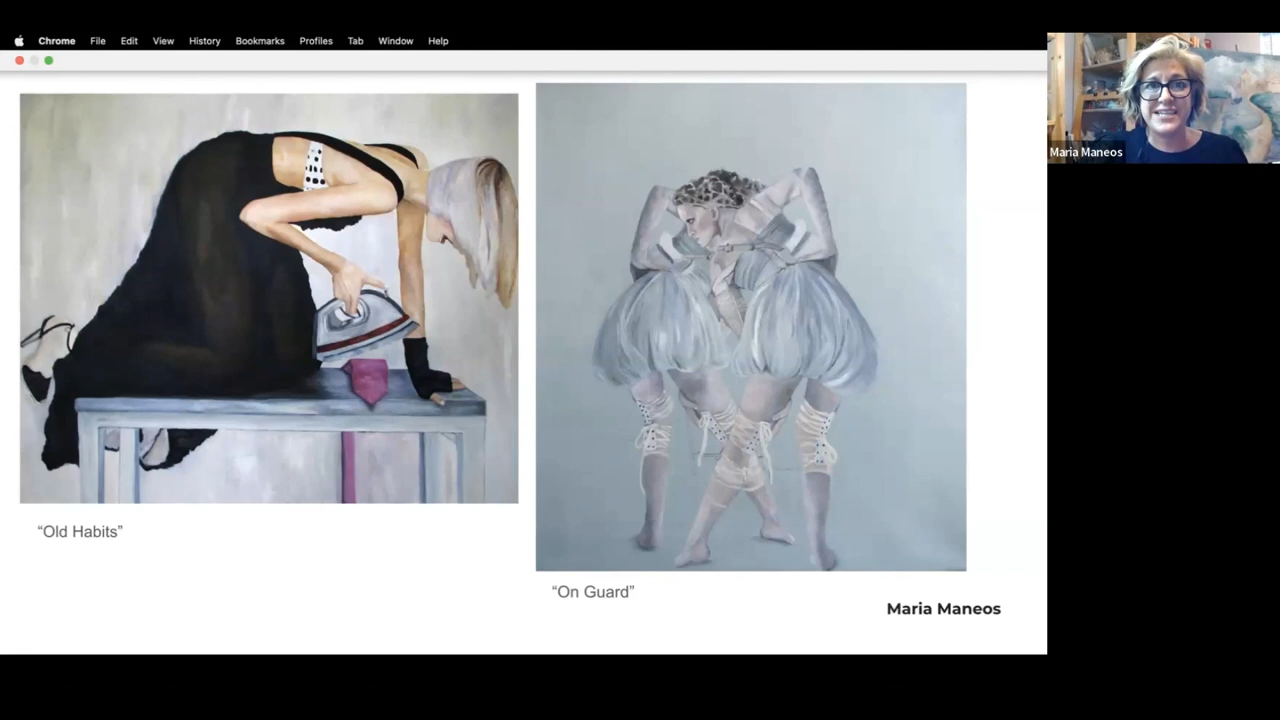 Chrome File Edit View History Bookmarks Profiles Tab Window Help
Maria Maneos
“Old Habits”
“On Guard”
Maria Maneos